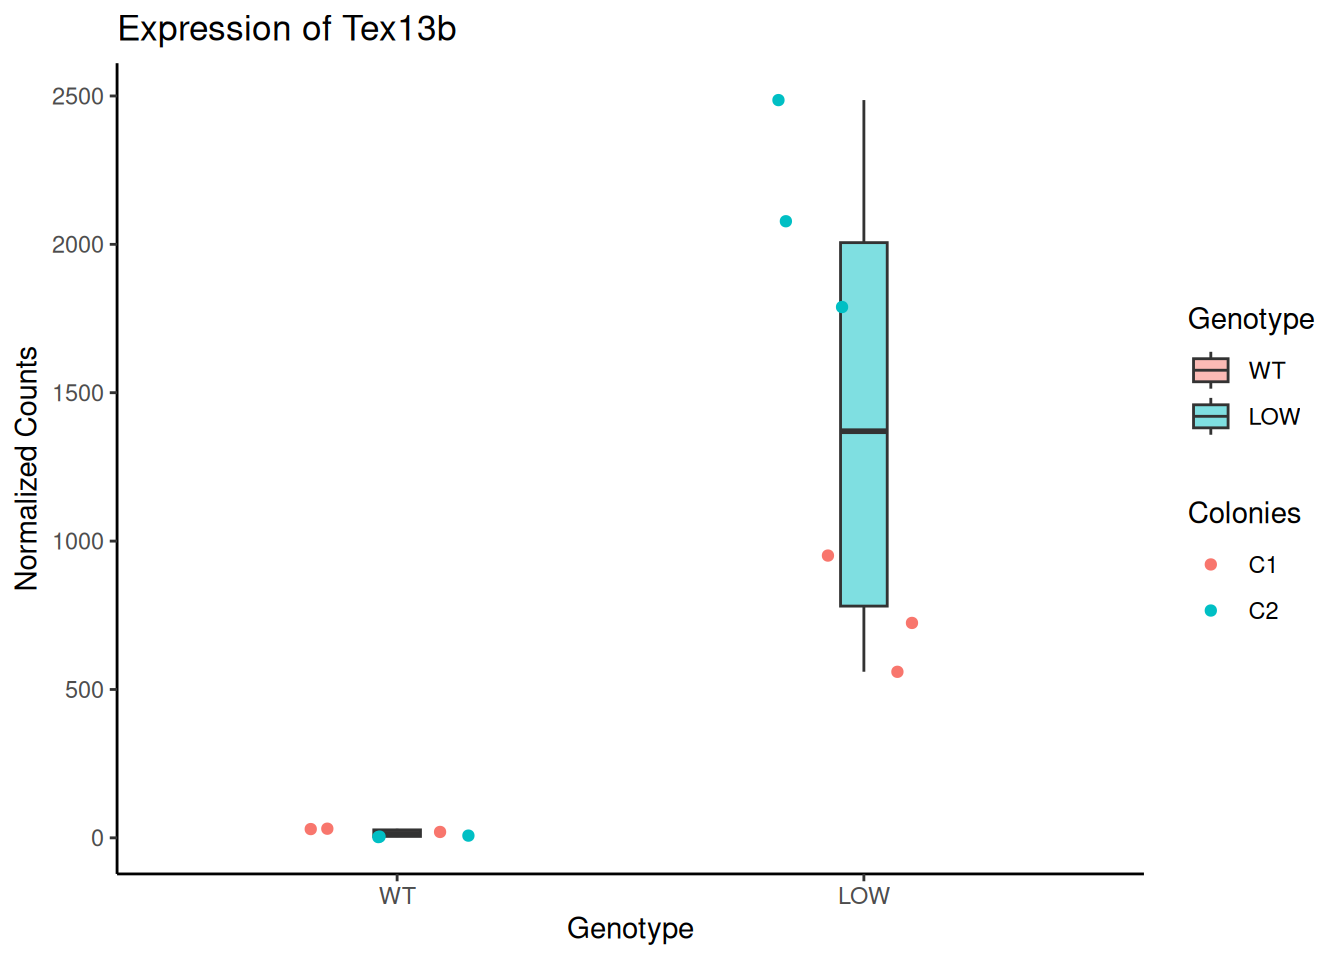 Expression of Tex13b
Normalized Counts
2500
2000
1500
1000
500
0
WT
LOW
Genotype
Genotype
WT
LOW
Colonies
C1
C2